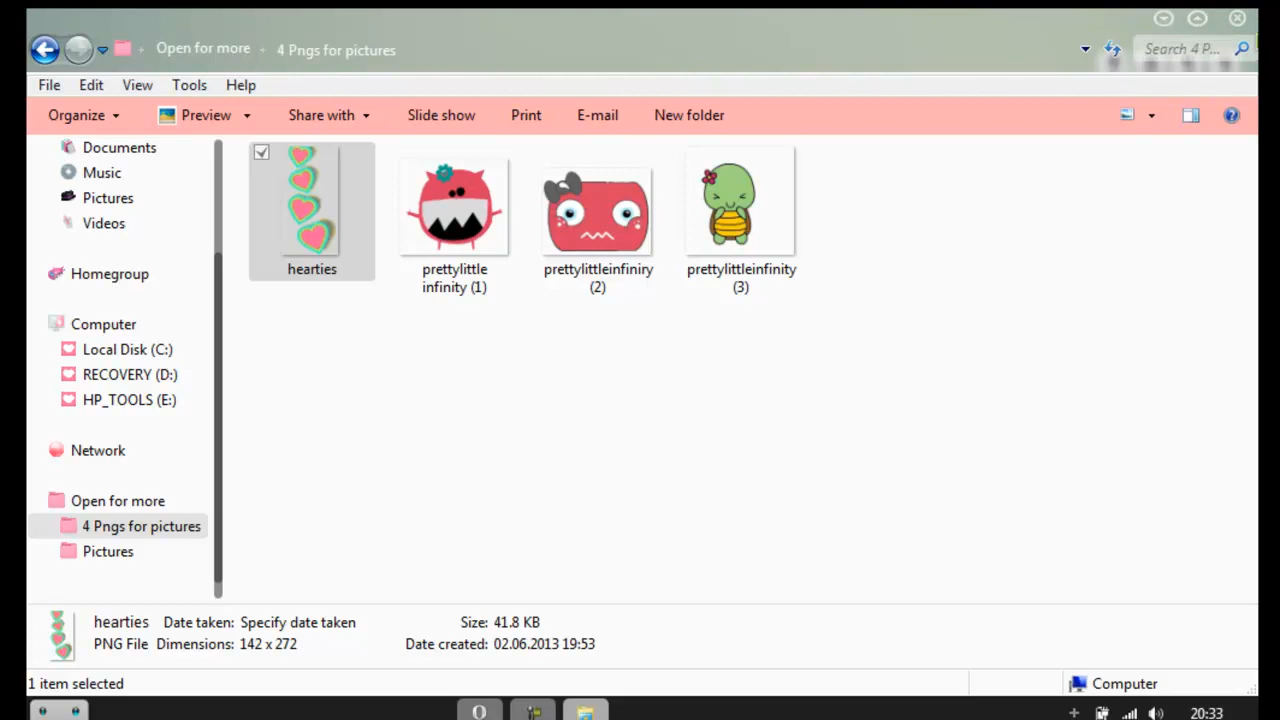 Open for more
4 Pngs for pictures
Search 4 P...
File Edit View Tools Help
Organize Preview Share with Slide show Print E-mail New folder
Documents
Music
Pictures
Videos
Homegroup
Computer
Local Disk (C:)
RECOVERY (D:)
HP_TOOLS (E:)
Network
Open for more
4 Pngs for pictures
Pictures
hearties
prettylittle
infinity (1)
prettylittleinfiniry
(2)
prettylittleinfinity
(3)
hearties Date taken: Specify date taken Size: 41.8 KB
PNG File Dimensions: 142 x 272 Date created: 02.06.2013 19:53
1 item selected Computer
20:33